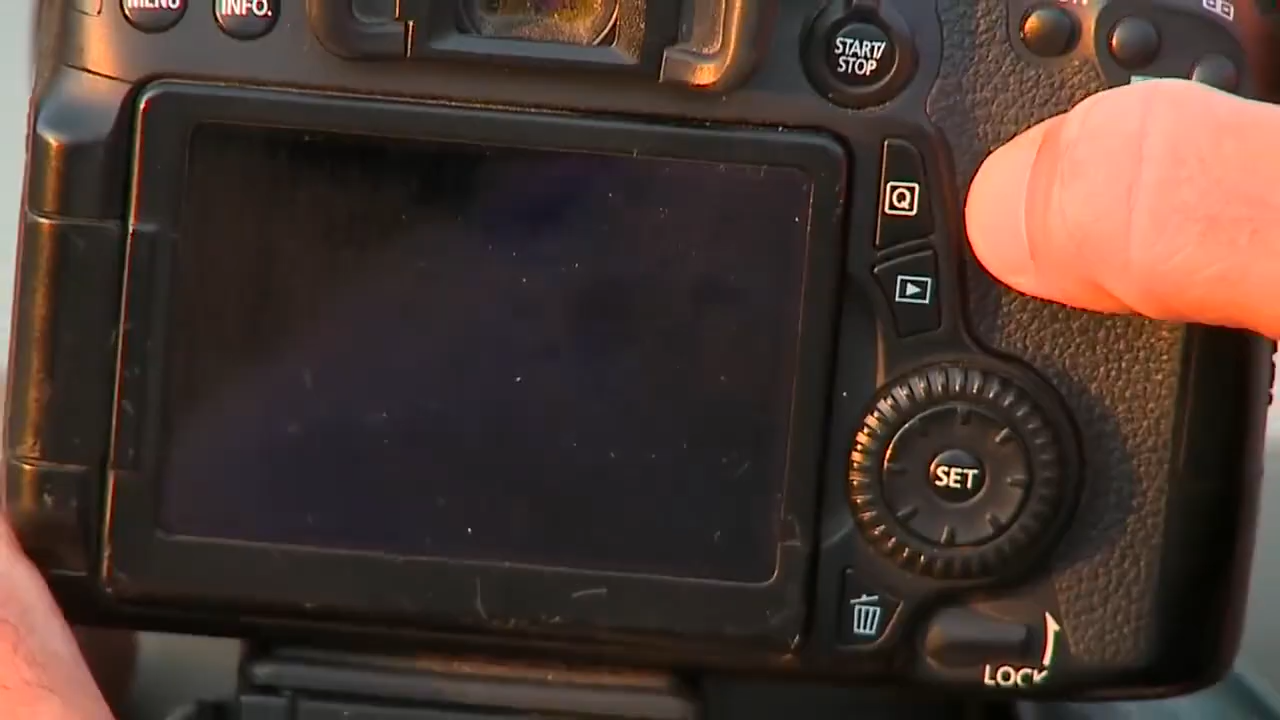 MENU
INFO.
START/
STOP
Q
SET
LOCK